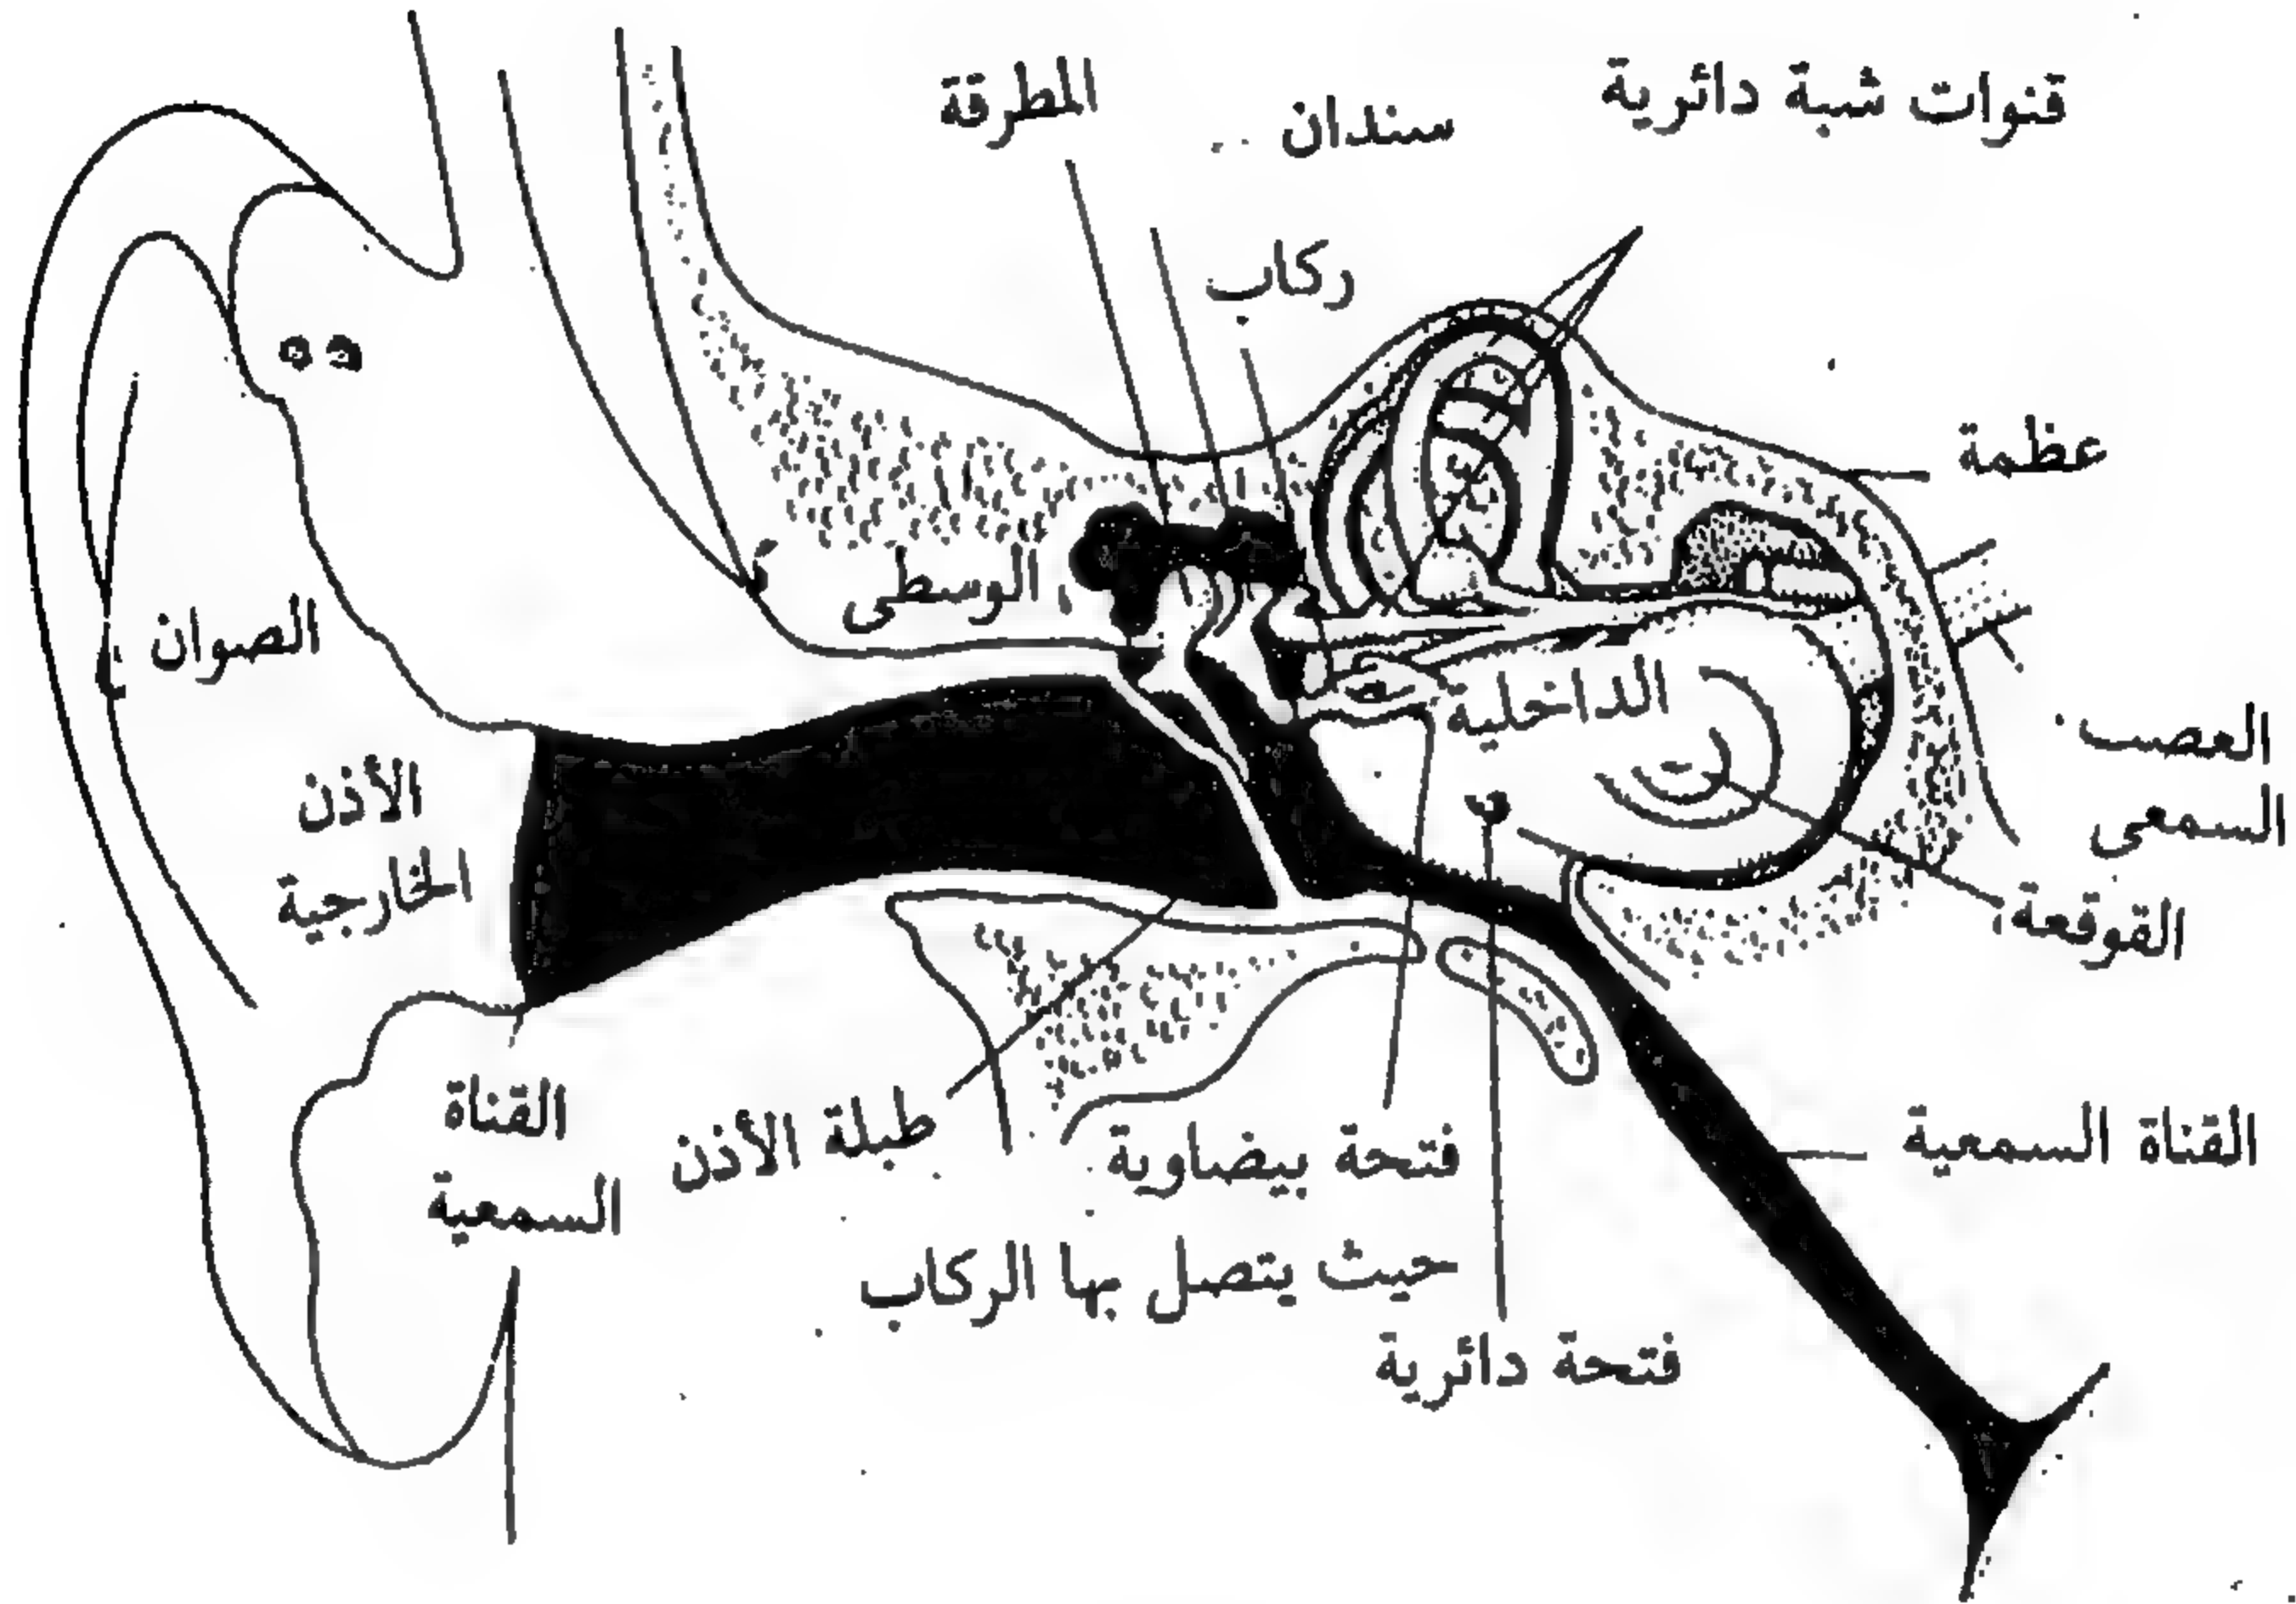 قنوات شبة دائرية
المطرقة
سندان
ركاب
عظمة
الوسطى
الصوان
الداخلية
العصب
السمعى
الأذن
الخارجية
القوقعة
القناة
السمعية
طبلة الأذن
فتحة بيضاوية
حيث يتصل بها الركاب
القناة السمعية
فتحة دائرية